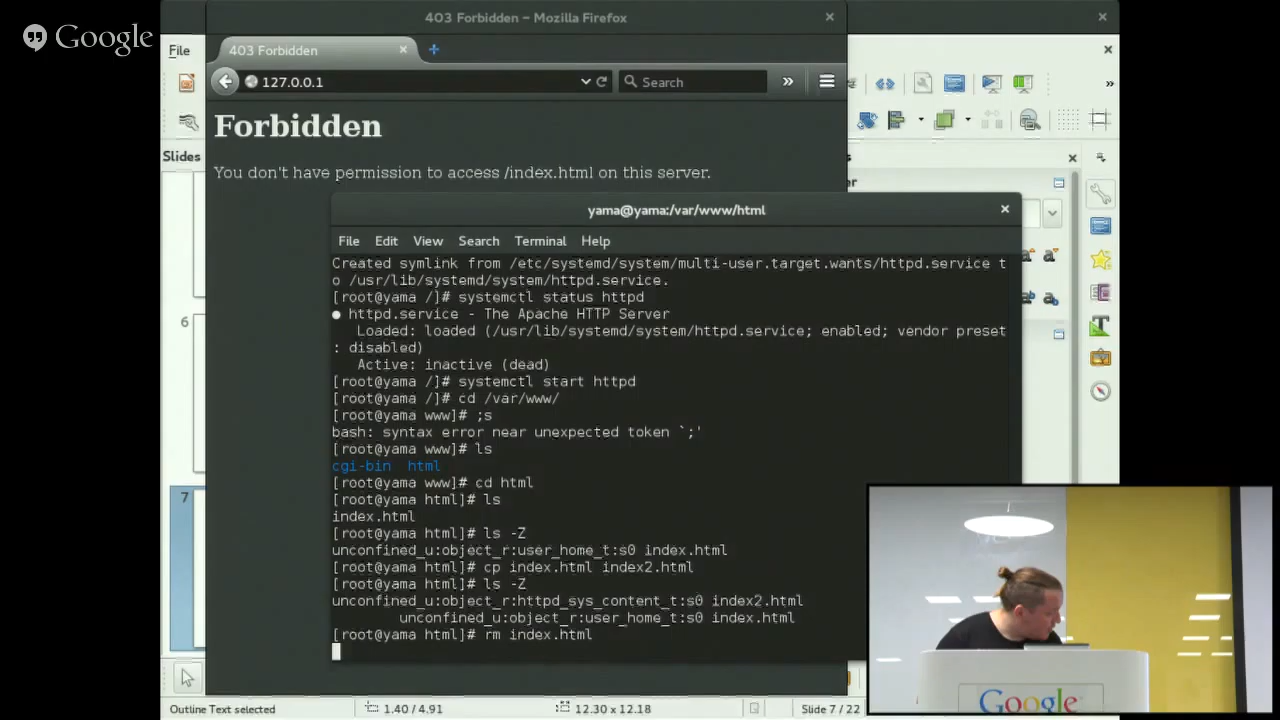 Google
403 Forbidden – Mozilla Firefox
File
403 Forbidden
127.0.0.1
Search
Forbidden
Slides
You don't have permission to access /index.html on this server.
yama@yama:/var/www/html
File Edit View Search Terminal Help
Created symlink from /etc/systemd/system/multi-user.target.wants/httpd.service t
o /usr/lib/systemd/system/httpd.service.
[root@yama /]# systemctl status httpd
● httpd.service - The Apache HTTP Server
Loaded: loaded (/usr/lib/systemd/system/httpd.service; enabled; vendor preset
: disabled)
Active: inactive (dead)
[root@yama /]# systemctl start httpd
[root@yama /]# cd /var/www/
[root@yama www]# ;s
bash: syntax error near unexpected token `;'
[root@yama www]# ls
cgi-bin html
[root@yama www]# cd html
[root@yama html]# ls
index.html
[root@yama html]# ls -Z
unconfined_u:object_r:user_home_t:s0 index.html
[root@yama html]# cp index.html index2.html
[root@yama html]# ls -Z
unconfined_u:object_r:httpd_sys_content_t:s0 index2.html
unconfined_u:object_r:user_home_t:s0 index.html
[root@yama html]# rm index.html
6
7
Outline Text selected
1.40 / 4.91
12.30 x 12.18
Slide 7 / 22
Google